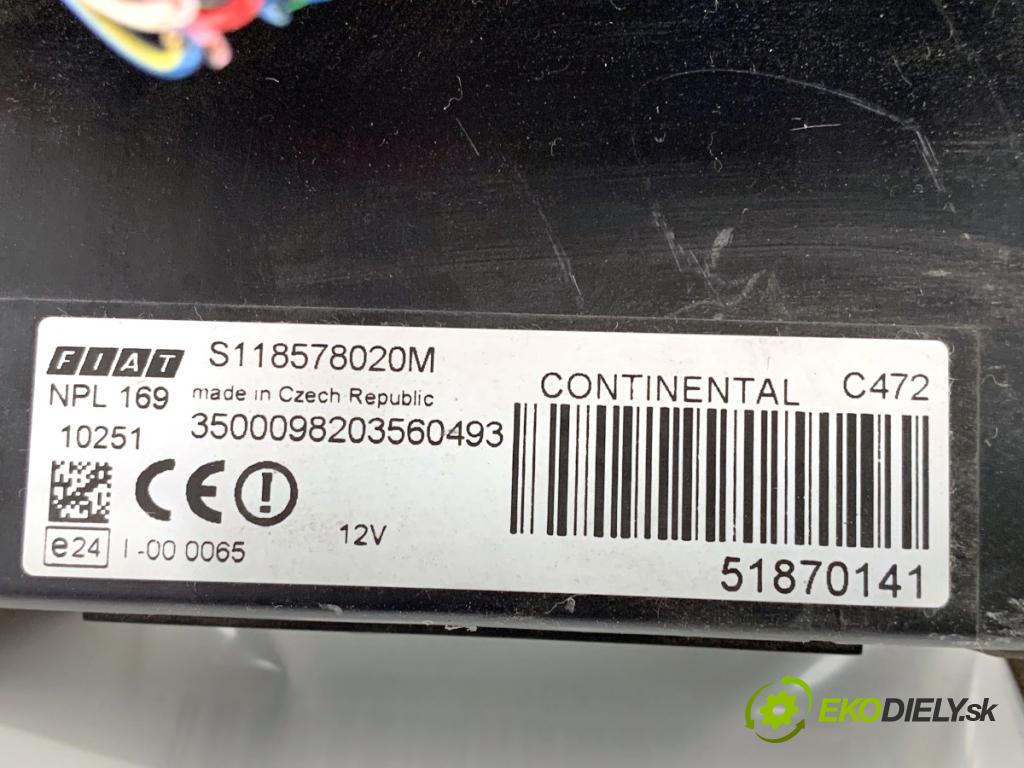 FIAT S118578020M
NPL 169 made in Czech Republic CONTINENTAL C472
10251 3500098203560493
CE
e24 I-00 0065 12V
51870141
EKODIELY.sk